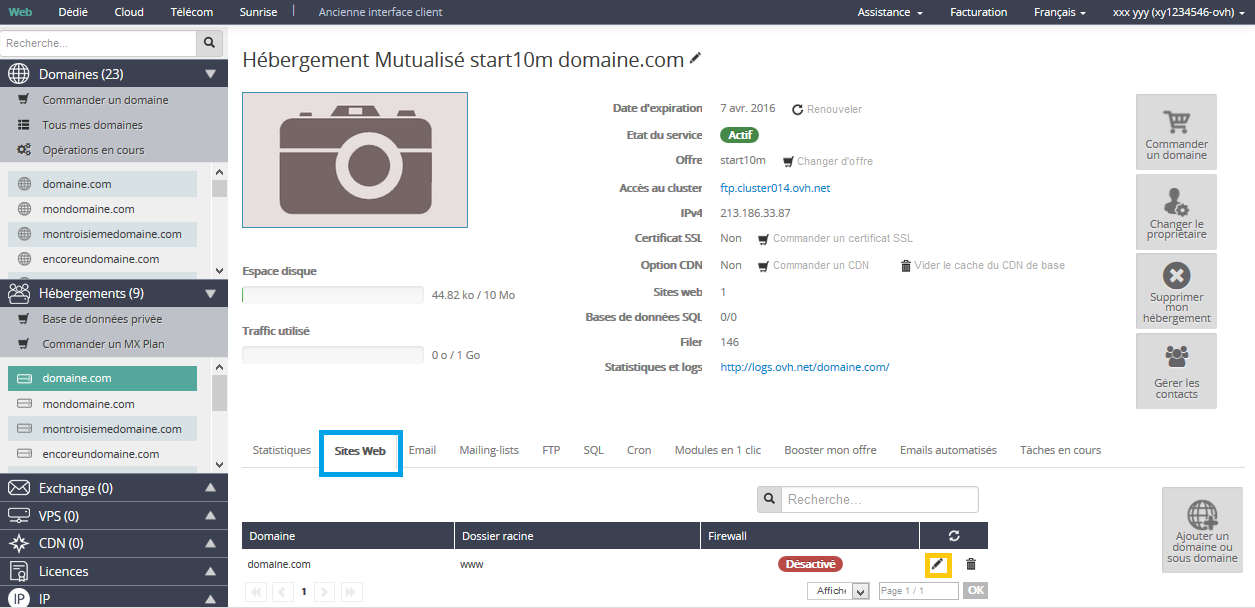 Web Dédié Cloud Télécom Sunrise Ancienne interface client Assistance Facturation Français xxx yyy (xy1234546-ovh)
Recherche...
Domaines (23)
Commander un domaine
Tous mes domaines
Opérations en cours
domaine.com
mondomaine.com
montroisiemedomaine.com
encoreundomaine.com
Hébergements (9)
Base de données privée
Commander un MX Plan
domaine.com
mondomaine.com
montroisiemedomaine.com
encoreundomaine.com
Exchange (0)
VPS (0)
CDN (0)
Licences
IP IP
Hébergement Mutualisé start10m domaine.com
Espace disque
44.82 ko / 10 Mo
Traffic utilisé
0 o / 1 Go
Date d'expiration 7 avr. 2016 Renouveler
Etat du service Actif
Offre start10m Changer d'offre
Accès au cluster ftp.cluster014.ovh.net
IPv4 213.186.33.87
Certificat SSL Non Commander un certificat SSL
Option CDN Non Commander un CDN Vider le cache du CDN de base
Sites web 1
Bases de données SQL 0/0
Filer 146
Statistiques et logs http://logs.ovh.net/domaine.com/
Commander
un domaine
Changer le
propriétaire
Supprimer
mon
hébergement
Gérer les
contacts
Statistiques Sites Web Email Mailing-lists FTP SQL Cron Modules en 1 clic Booster mon offre Emails automatisés Tâches en cours
Recherche...
Domaine Dossier racine Firewall
domaine.com www Désactivé
1 Affiche Page 1 / 1 OK
Ajouter un
domaine ou
sous domaine